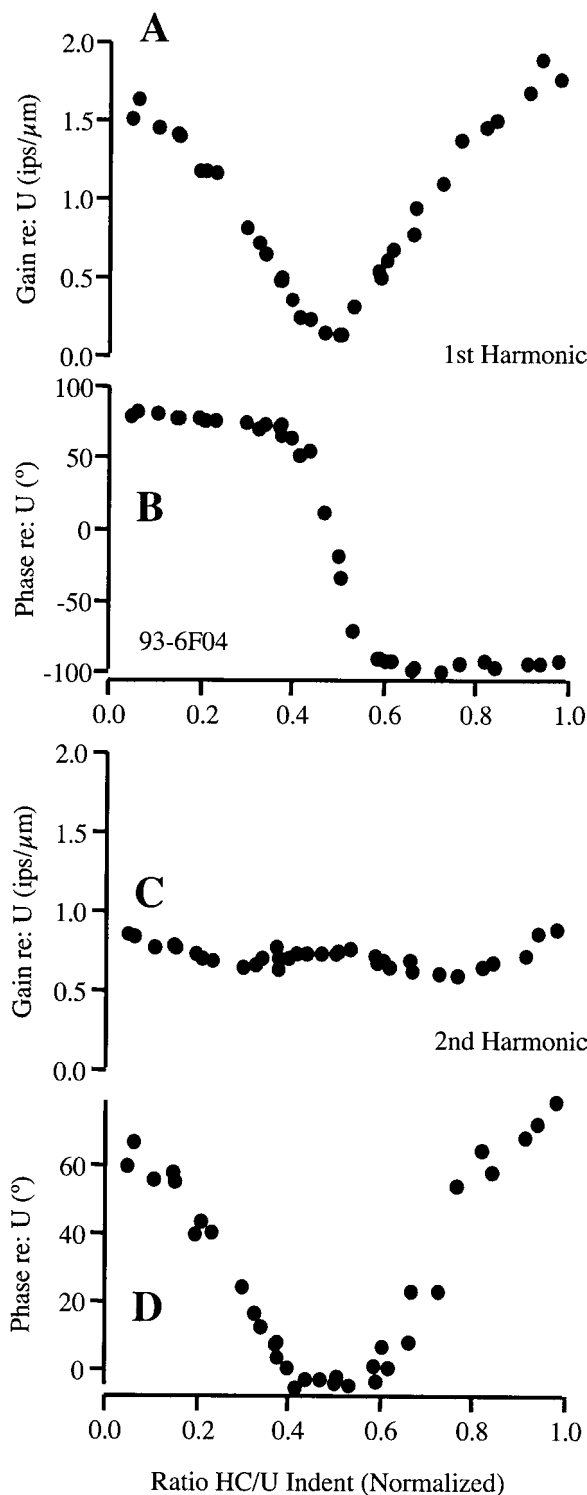 A
Gain re: U (ips/µm)
2.0
1.5
1.0
0.5
0.0
1st Harmonic
B
Phase re: U (°)
100
50
0
-50
-100
93-6F04
0.0 0.2 0.4 0.6 0.8 1.0
C
Gain re: U (ips/µm)
2.0
1.5
1.0
0.5
0.0
2nd Harmonic
D
Phase re: U (°)
60
40
20
0
0.0 0.2 0.4 0.6 0.8 1.0
Ratio HC/U Indent (Normalized)